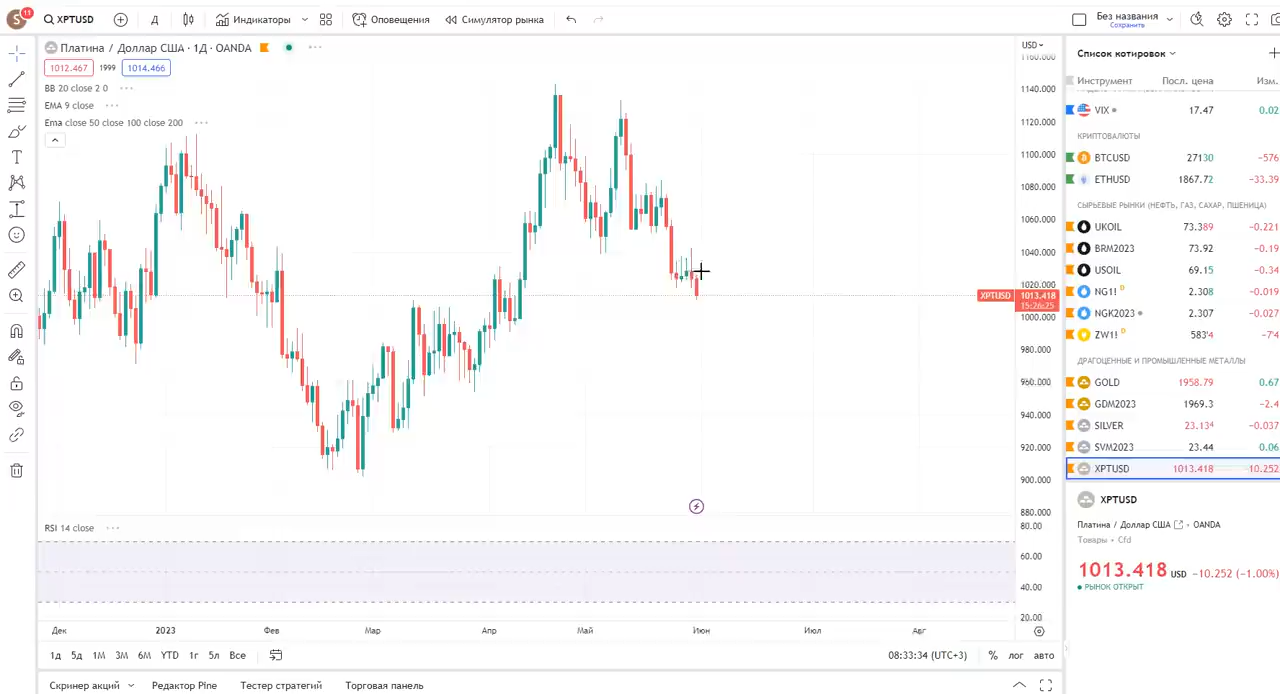 S 11 XPTUSD Д Индикаторы Оповещения Симулятор рынка Без названия
Сохранить
Платина / Доллар США · 1Д · OANDA
1012.467 1999 1014.466
BB 20 close 2 0
EMA 9 close
Ema close 50 close 100 close 200
USD
1160.000
1140.000
1120.000
1100.000
1080.000
1060.000
1040.000
1020.000
XPTUSD 1013.418
15:26:25
1000.000
980.000
960.000
940.000
920.000
900.000
880.000
RSI 14 close
80.00
60.00
40.00
20.00
Дек 2023 Фев Мар Апр Май Июн Июл Авг
1д 5д 1М 3М 6М YTD 1г 5л Все 08:33:34 (UTC+3) % лог авто
Скринер акций Редактор Pine Тестер стратегий Торговая панель
Список котировок
Инструмент Посл. цена Изм.
VIX 17.47 0.02
КРИПТОВАЛЮТЫ
BTCUSD 27130 −576
ETHUSD 1867.72 −33.39
СЫРЬЕВЫЕ РЫНКИ (НЕФТЬ, ГАЗ, САХАР, ПШЕНИЦА)
UKOIL 73.389 −0.221
BRM2023 73.92 −0.19
USOIL 69.15 −0.34
NG1! D 2.308 −0.019
NGK2023 2.307 −0.027
ZW1! D 583'4 −7'4
ДРАГОЦЕННЫЕ И ПРОМЫШЛЕННЫЕ МЕТАЛЛЫ
GOLD 1958.79 0.67
GDM2023 1969.3 −2.4
SILVER 23.134 −0.037
SVM2023 23.44 0.06
XPTUSD 1013.418 −10.252
XPTUSD
Платина / Доллар США · OANDA
Товары · Cfd
1013.418 USD −10.252 (−1.00%)
РЫНОК ОТКРЫТ